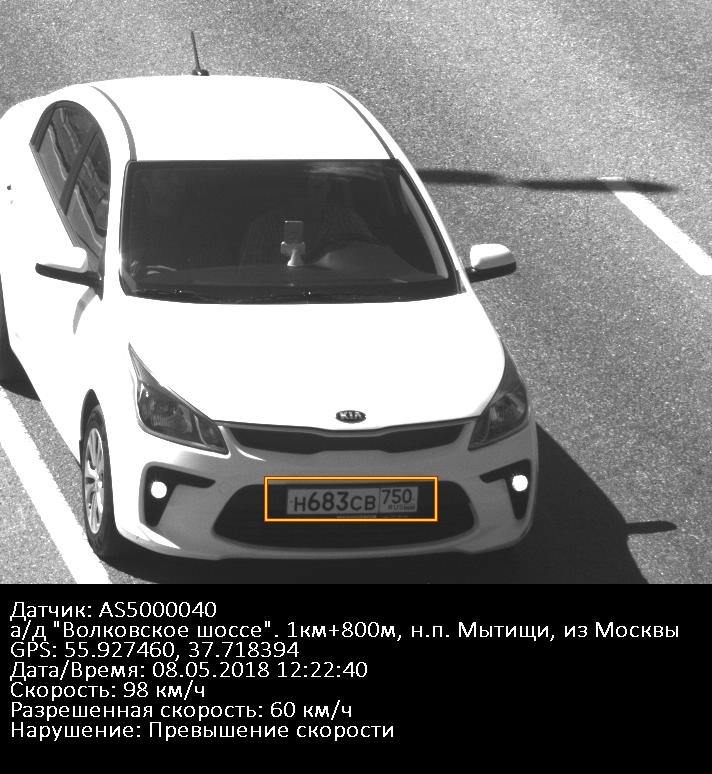 KIA
Н683СВ 750
RUS
Датчик: AS5000040
а/д "Волковское шоссе". 1км+800м, н.п. Мытищи, из Москвы
GPS: 55.927460, 37.718394
Дата/Время: 08.05.2018 12:22:40
Скорость: 98 км/ч
Разрешенная скорость: 60 км/ч
Нарушение: Превышение скорости